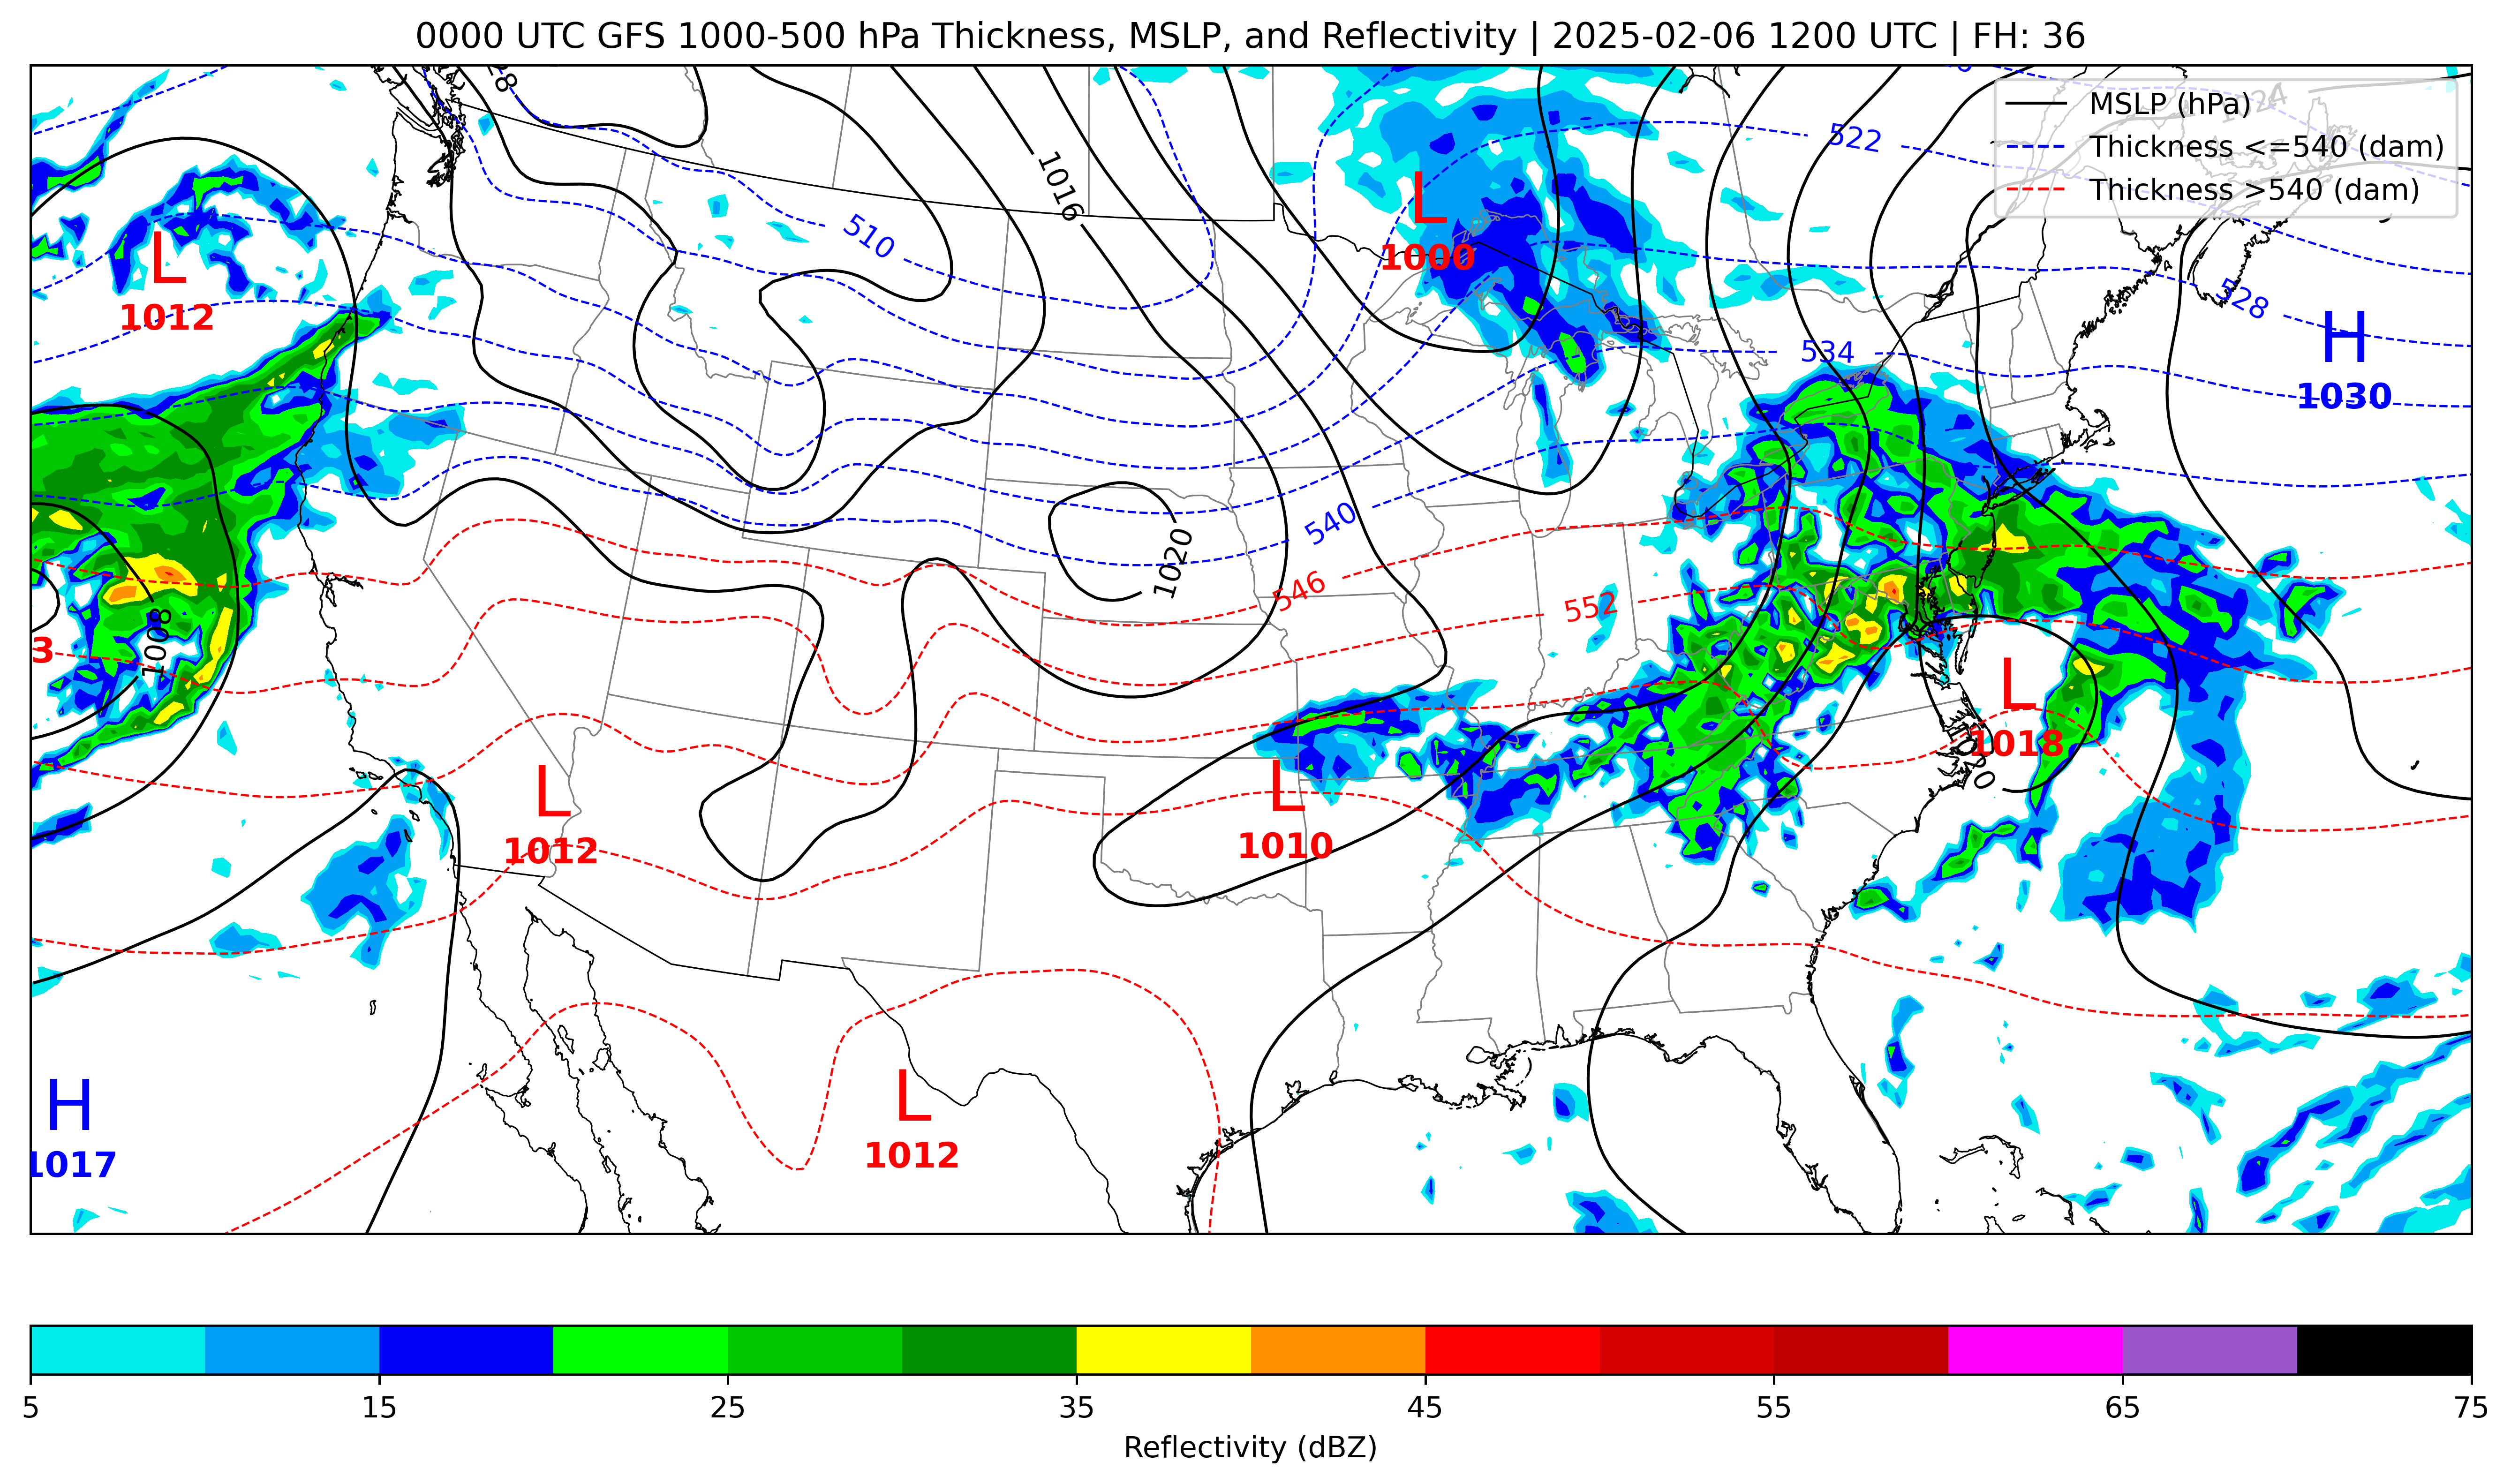 0000 UTC GFS 1000-500 hPa Thickness, MSLP, and Reflectivity | 2025-02-06 1200 UTC | FH: 36
MSLP (hPa)
Thickness <=540 (dam)
Thickness >540 (dam)
24
522
1016
510
L
1000
L
1012
528
H
1030
534
540
1020
546
552
1008
3
L
1018
1020
L
1012
L
1010
H
1017
L
1012
5 15 25 35 45 55 65 75
Reflectivity (dBZ)